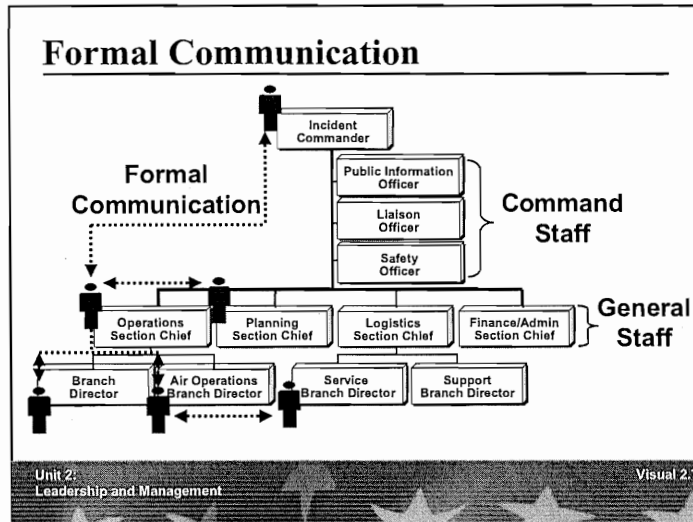 Formal Communication
Incident
Commander
Formal
Communication
Public Information
Officer
Liaison
Officer
Safety
Officer
Command
Staff
Operations
Section Chief
Planning
Section Chief
Logistics
Section Chief
Finance/Admin
Section Chief
General
Staff
Branch
Director
Air Operations
Branch Director
Service
Branch Director
Support
Branch Director
Unit 2:
Leadership and Management
Visual 2.